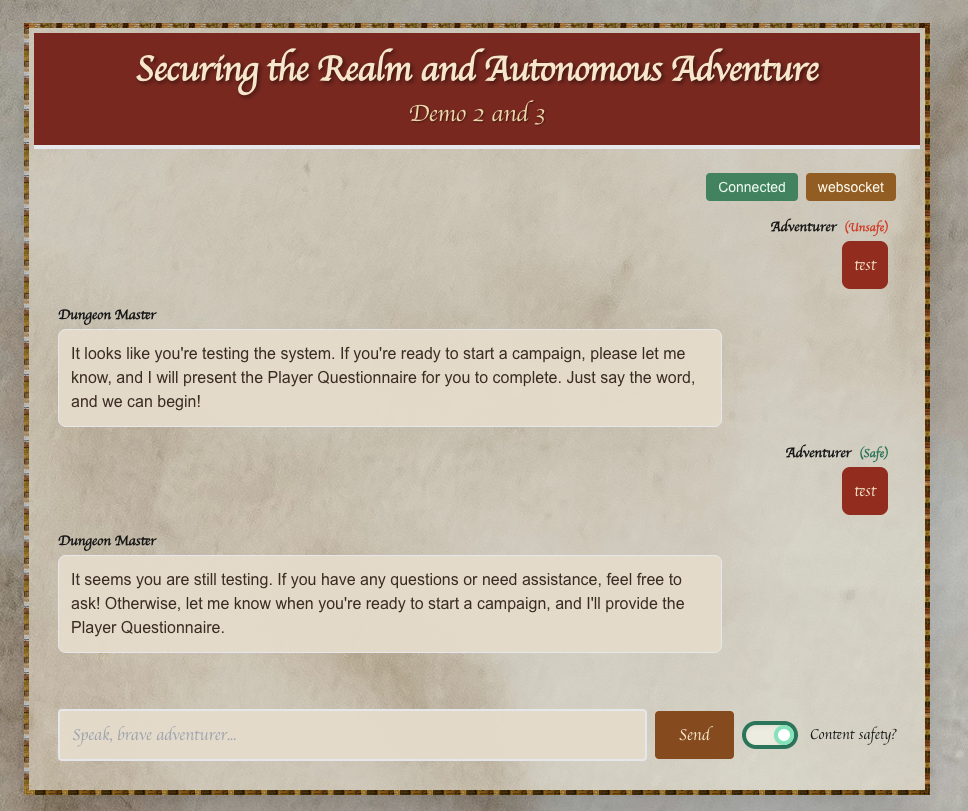 Securing the Realm and Autonomous Adventure
Demo 2 and 3
Connected websocket
Adventurer (Unsafe)
test
Dungeon Master
It looks like you're testing the system. If you're ready to start a campaign, please let me
know, and I will present the Player Questionnaire for you to complete. Just say the word,
and we can begin!
Adventurer (Safe)
test
Dungeon Master
It seems you are still testing. If you have any questions or need assistance, feel free to
ask! Otherwise, let me know when you're ready to start a campaign, and I'll provide the
Player Questionnaire.
Speak, brave adventurer... Send Content safety?